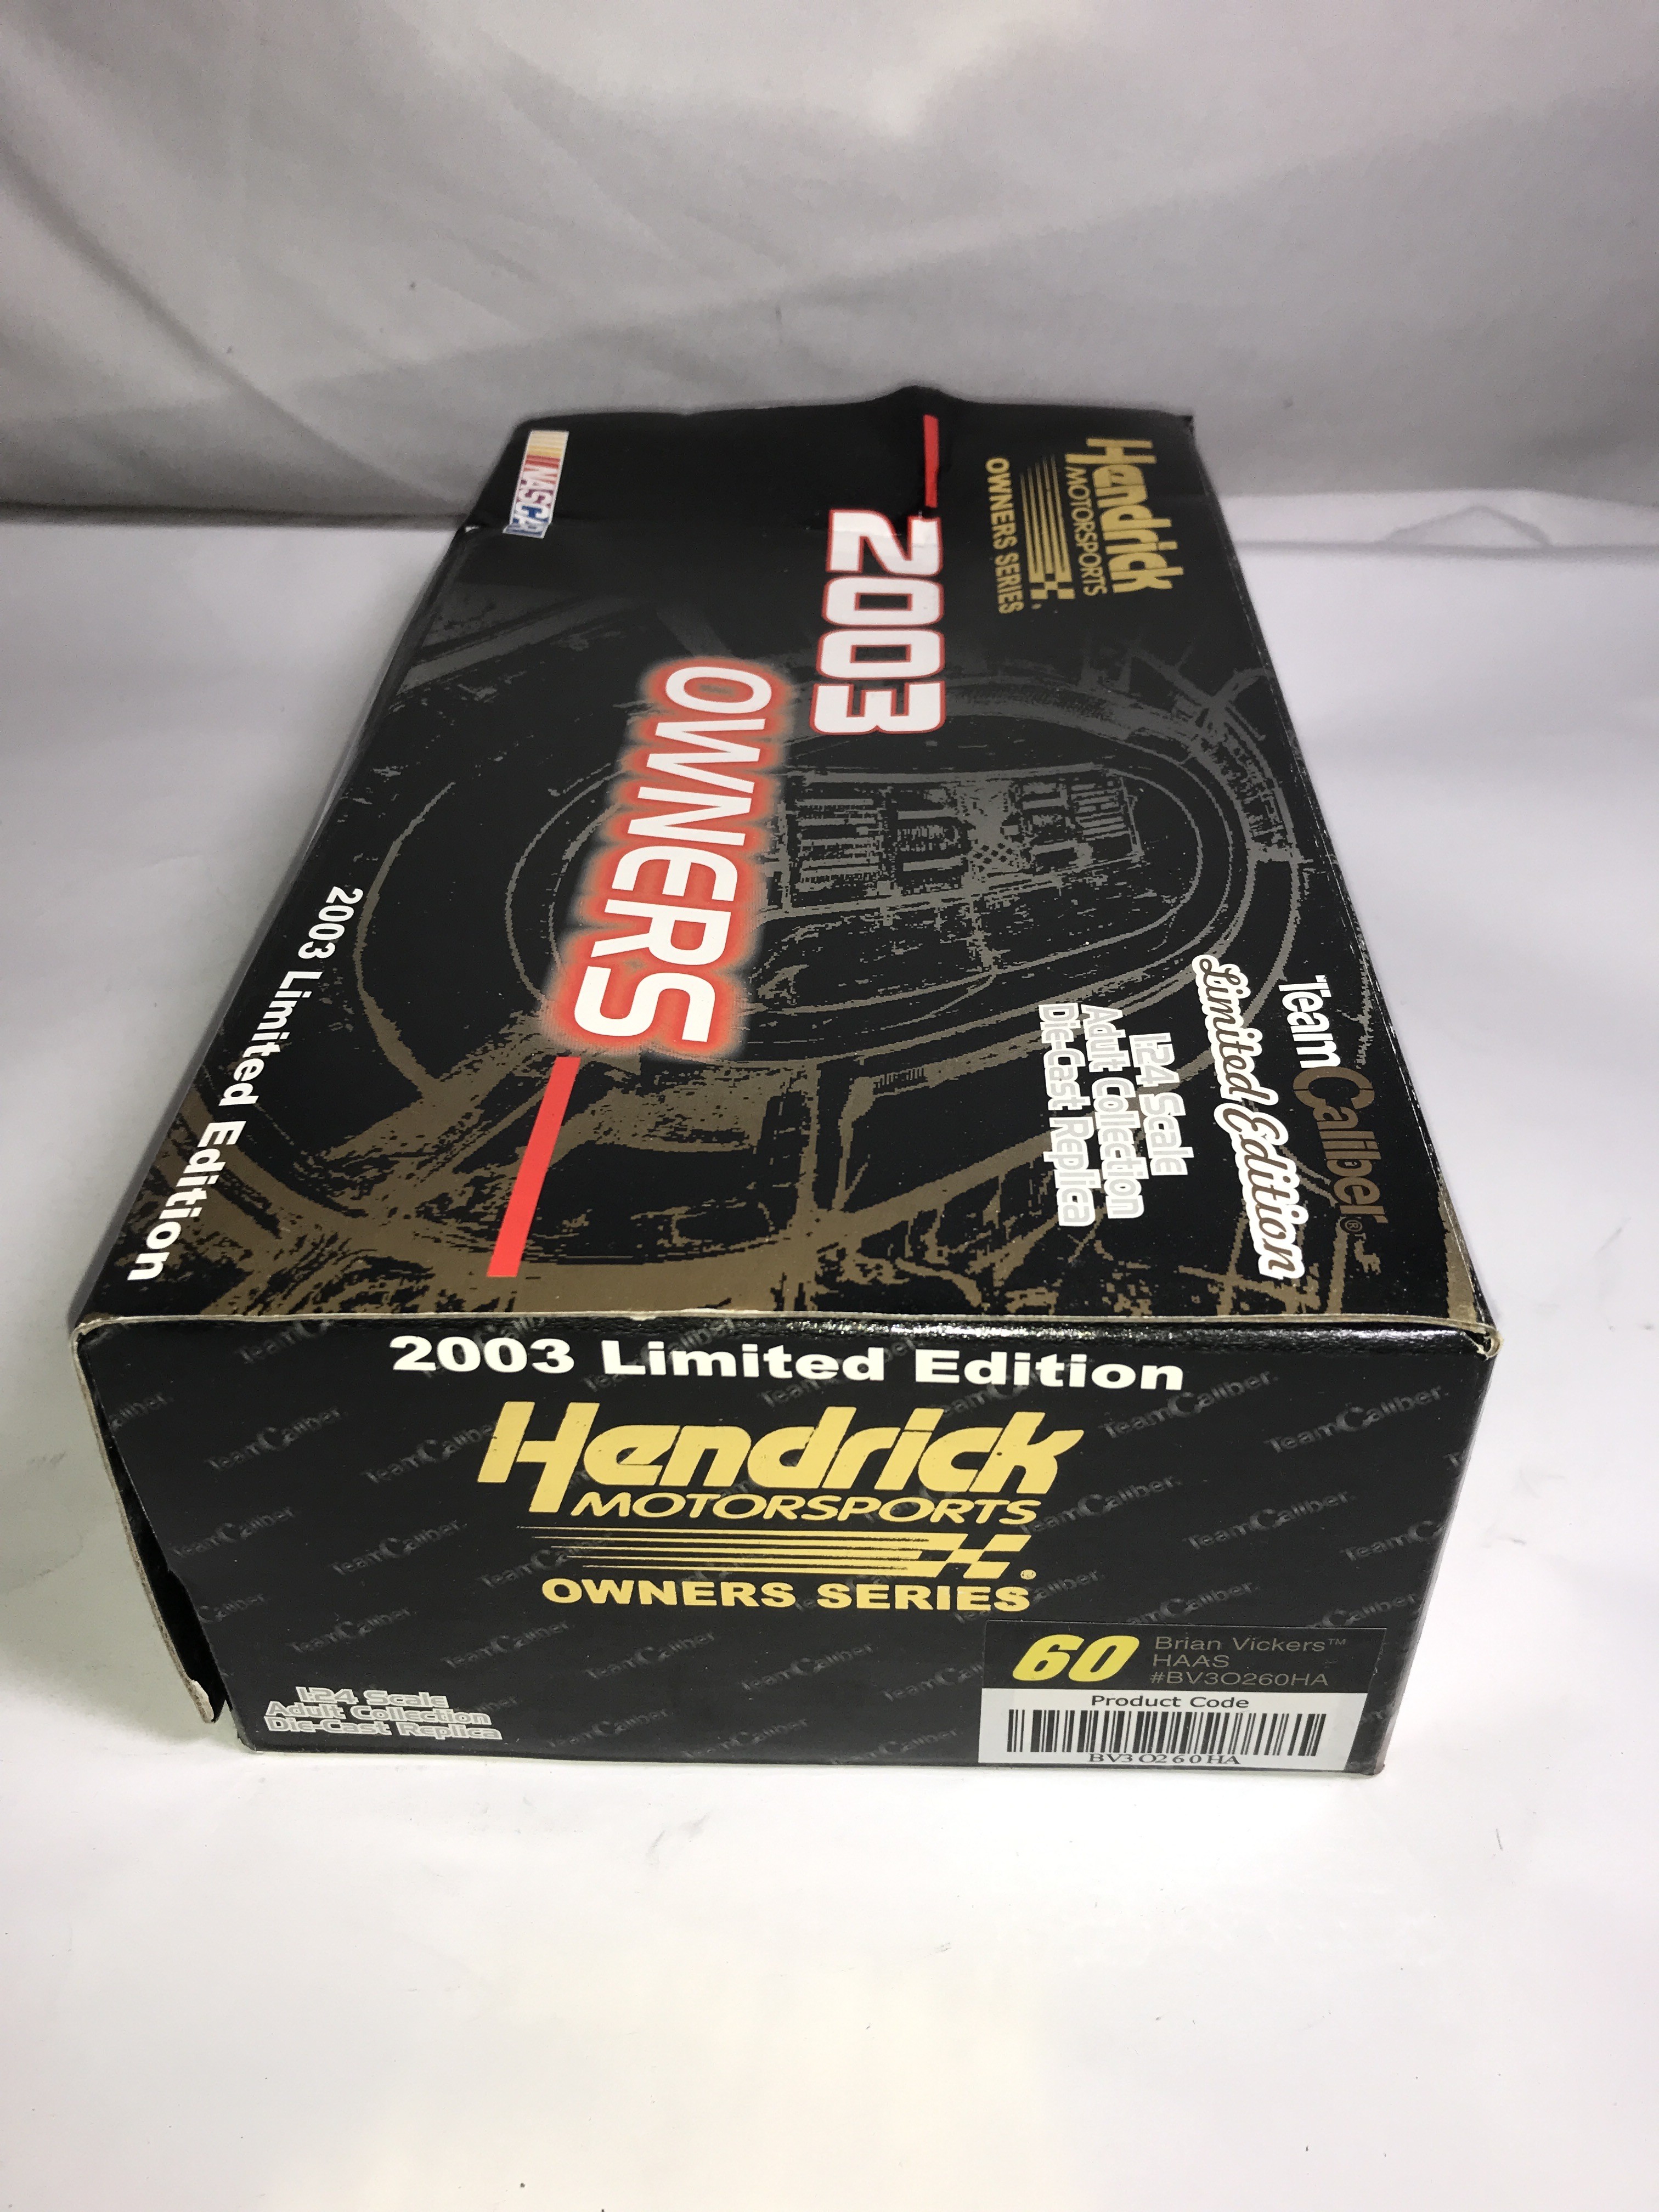 Hendrick
MOTORSPORTS
OWNERS SERIES
2003
OWNERS
NASCAR
TeamCaliber®
Limited Edition
1:24 Scale
Adult Collection
Die-Cast Replica
2003 Limited Edition
2003 Limited Edition
Hendrick
MOTORSPORTS
®
OWNERS SERIES
1:24 Scale
Adult Collection
Die-Cast Replica
60
Brian Vickers™
HAAS
#BV3O260HA
Product Code
BV3O260HA
TeamCaliber.